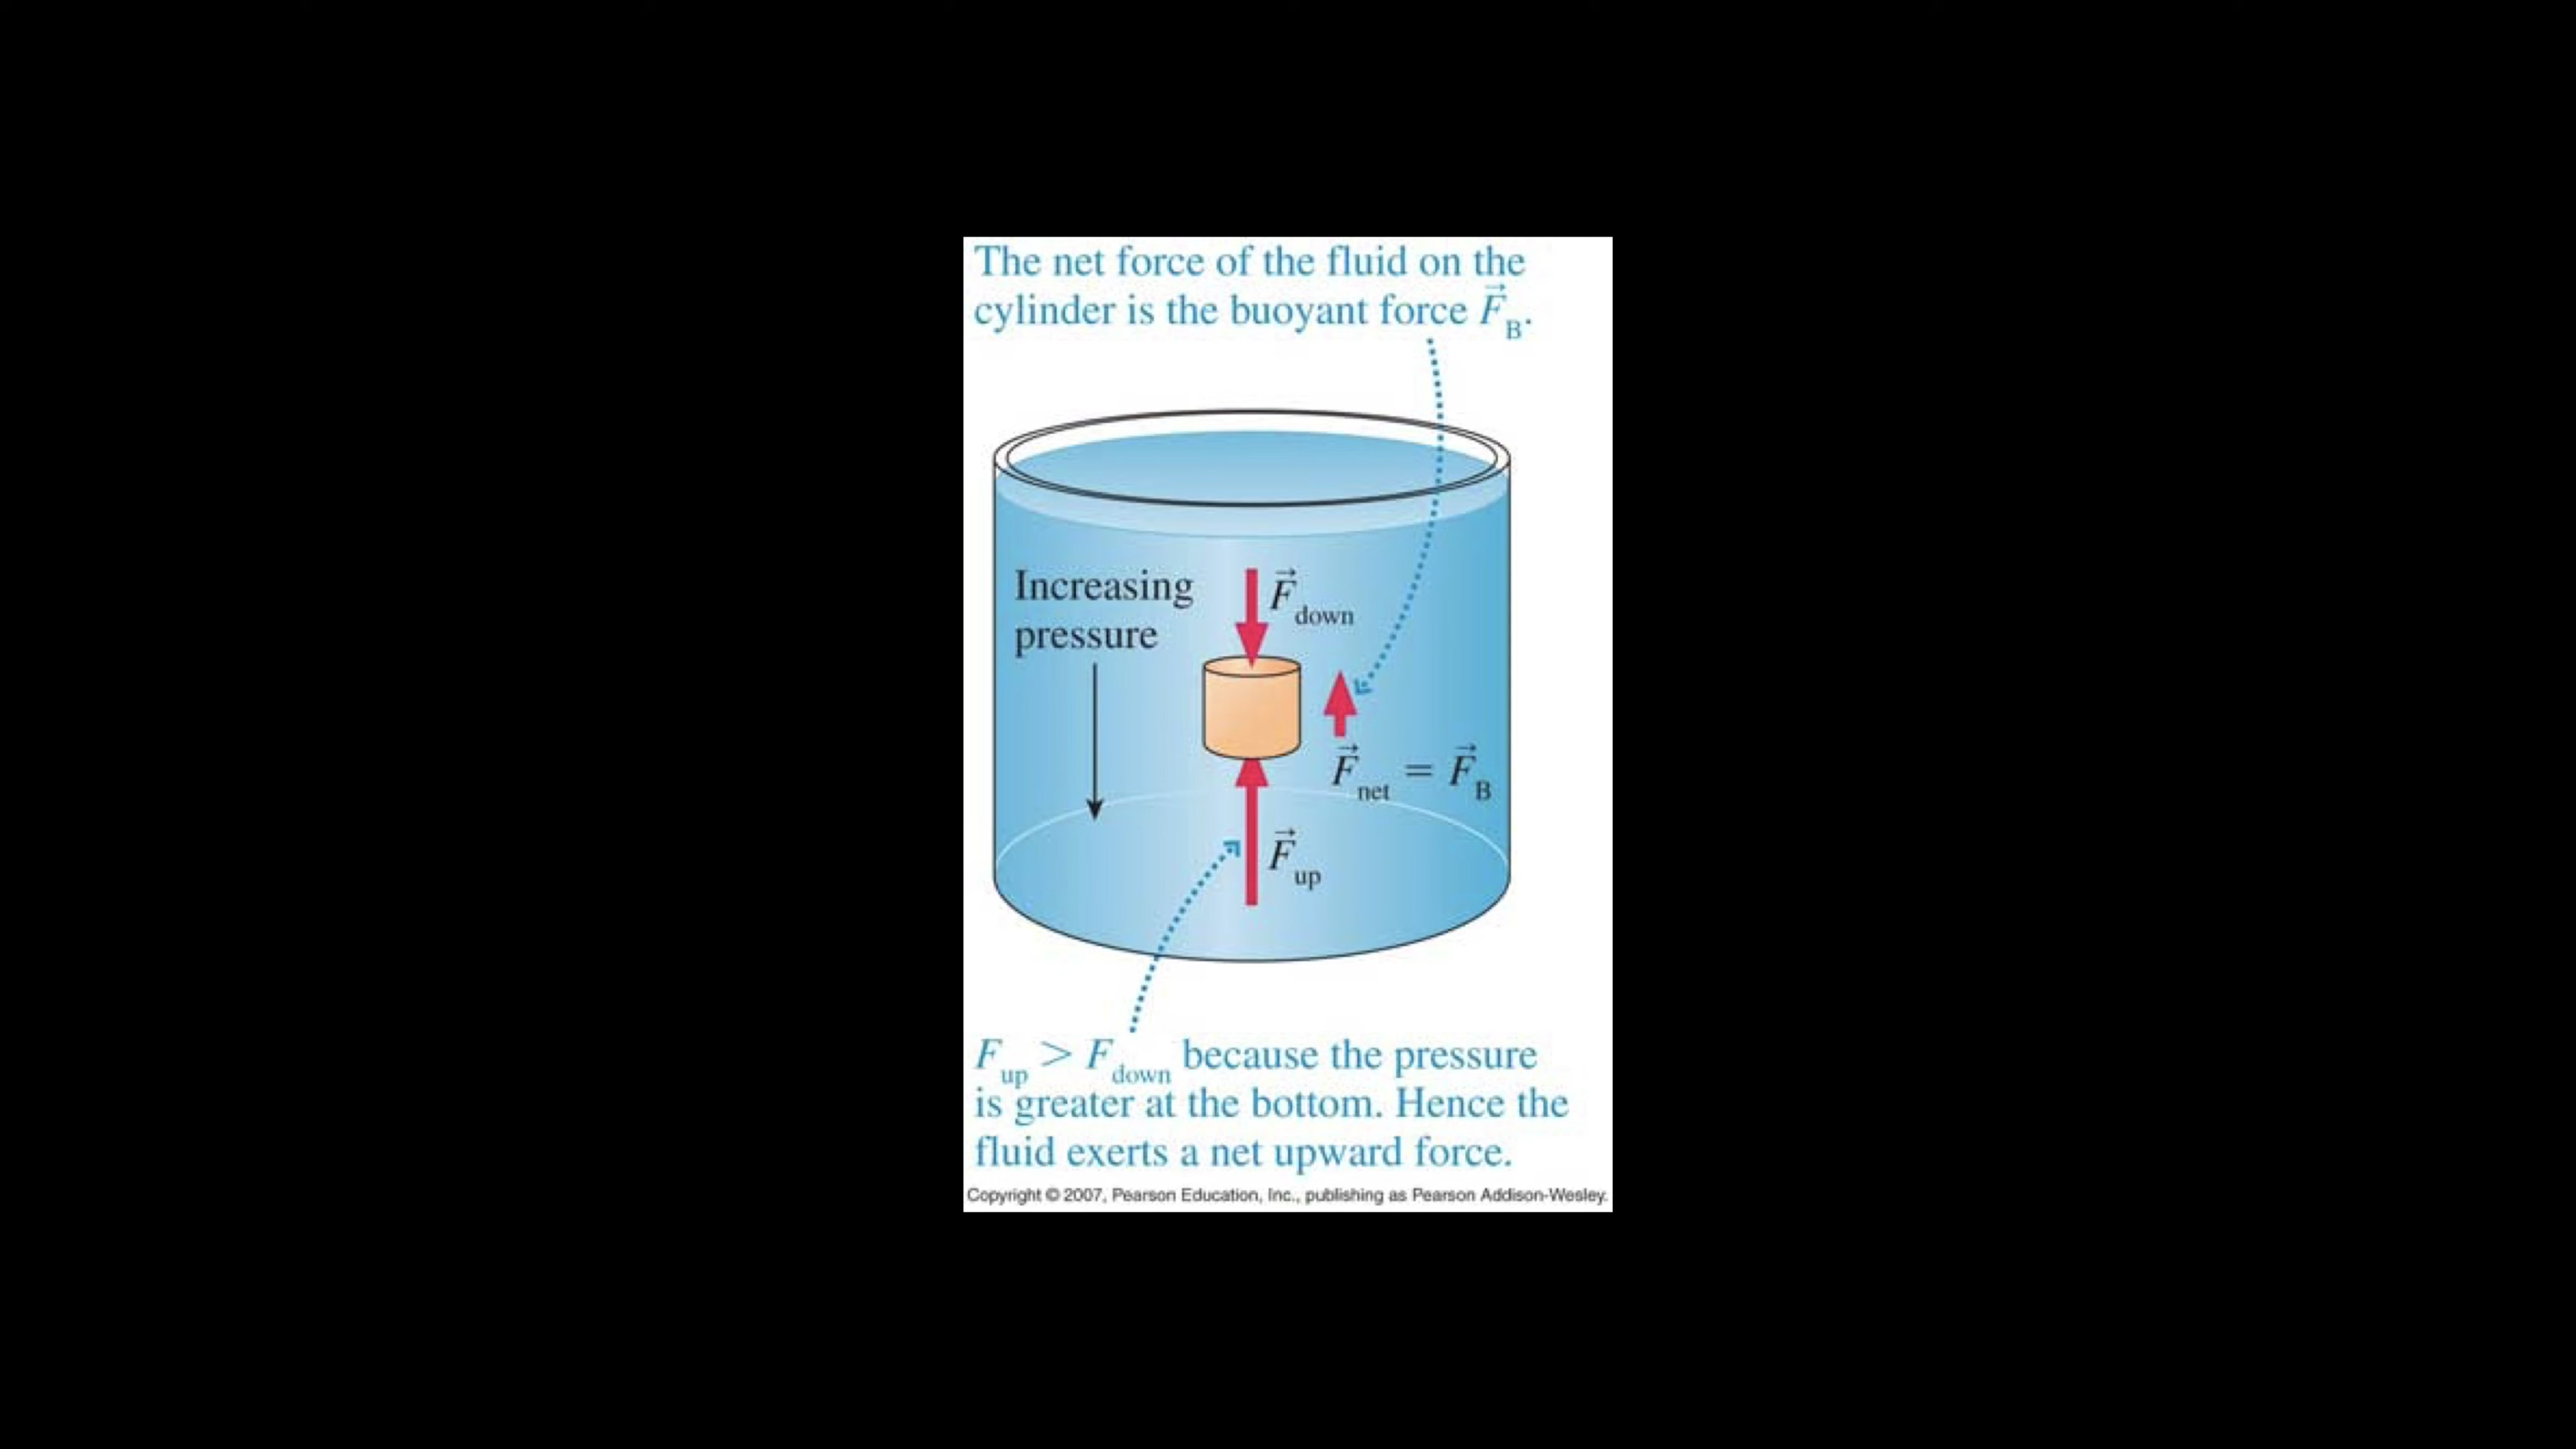 The net force of the fluid on the
cylinder is the buoyant force F⃗B.
Increasing
pressure
F⃗down
F⃗net = F⃗B
F⃗up
Fup > Fdown because the pressure
is greater at the bottom. Hence the
fluid exerts a net upward force.
Copyright © 2007, Pearson Education, Inc., publishing as Pearson Addison-Wesley.